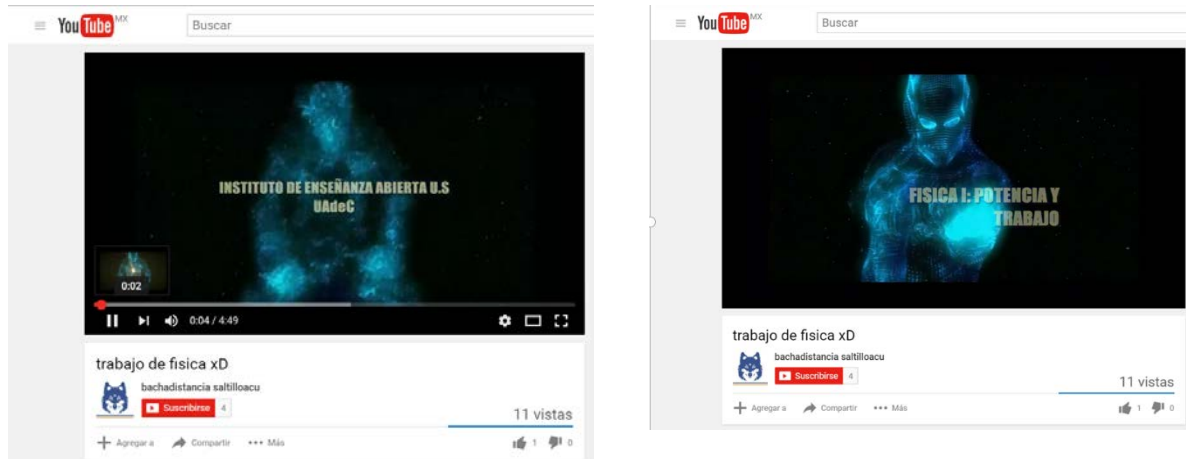 YouTube MX
Buscar
INSTITUTO DE ENSEÑANZA ABIERTA U.S
UAdeC
0:02
0:04 / 4:49
trabajo de fisica xD
bachadistancia saltilloacu
Suscribirse 4
11 vistas
Agregar a Compartir Más 1 0
YouTube MX
Buscar
FISICA I: POTENCIA Y
TRABAJO
trabajo de fisica xD
bachadistancia saltilloacu
Suscribirse 4
11 vistas
Agregar a Compartir Más 1 0